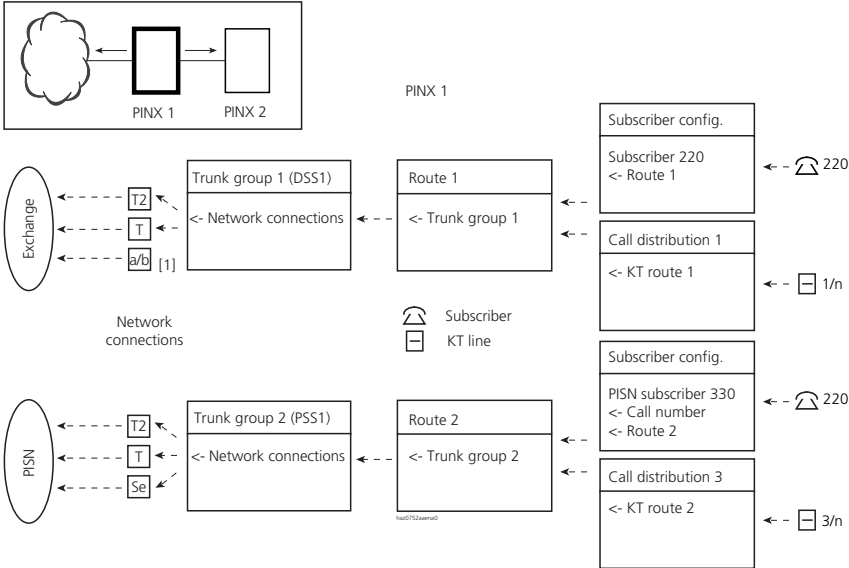 PINX 1
PINX 2
PINX 1
Subscriber config.
Subscriber 220
<- Route 1
220
Exchange
T2
T
a/b
[1]
Trunk group 1 (DSS1)
<- Network connections
Route 1
<- Trunk group 1
Call distribution 1
<- KT route 1
1/n
Network
connections
Subscriber
KT line
Subscriber config.
PISN subscriber 330
<- Call number
<- Route 2
220
PISN
T2
T
Se
Trunk group 2 (PSS1)
<- Network connections
Route 2
<- Trunk group 2
haz0752aaena0
Call distribution 3
<- KT route 2
3/n